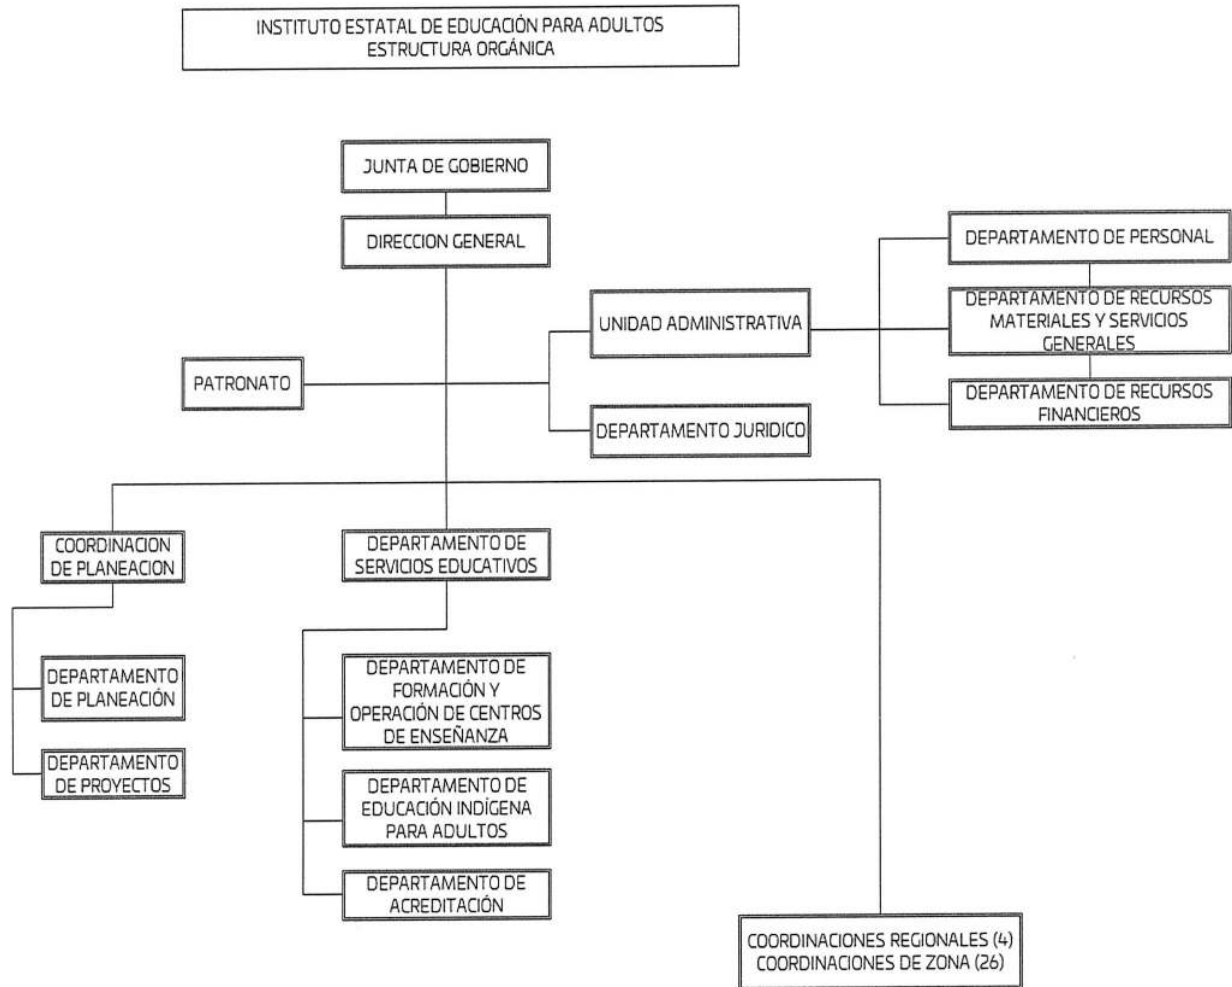 INSTITUTO ESTATAL DE EDUCACIÓN PARA ADULTOS
ESTRUCTURA ORGÁNICA
JUNTA DE GOBIERNO
DIRECCION GENERAL
PATRONATO
UNIDAD ADMINISTRATIVA
DEPARTAMENTO JURIDICO
DEPARTAMENTO DE PERSONAL
DEPARTAMENTO DE RECURSOS
MATERIALES Y SERVICIOS
GENERALES
DEPARTAMENTO DE RECURSOS
FINANCIEROS
COORDINACION
DE PLANEACION
DEPARTAMENTO
DE PLANEACIÓN
DEPARTAMENTO
DE PROYECTOS
DEPARTAMENTO DE
SERVICIOS EDUCATIVOS
DEPARTAMENTO DE
FORMACIÓN Y
OPERACIÓN DE CENTROS
DE ENSEÑANZA
DEPARTAMENTO DE
EDUCACIÓN INDÍGENA
PARA ADULTOS
DEPARTAMENTO DE
ACREDITACIÓN
COORDINACIONES REGIONALES (4)
COORDINACIONES DE ZONA (26)